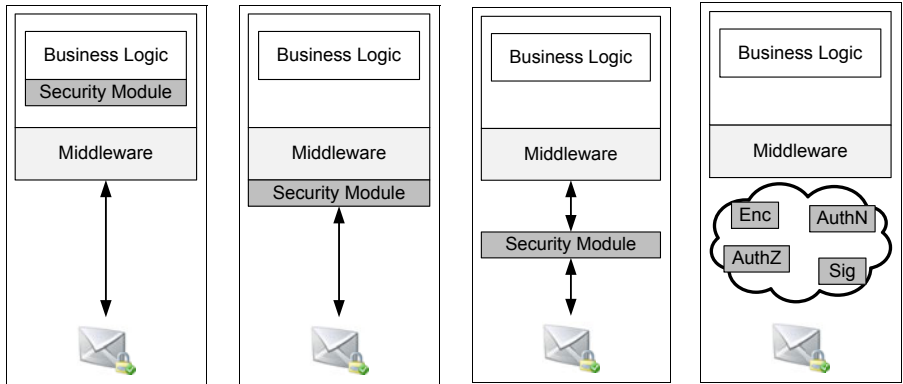 Business Logic
Security Module
Middleware
Business Logic
Middleware
Security Module
Business Logic
Middleware
Security Module
Business Logic
Middleware
Enc
AuthN
AuthZ
Sig